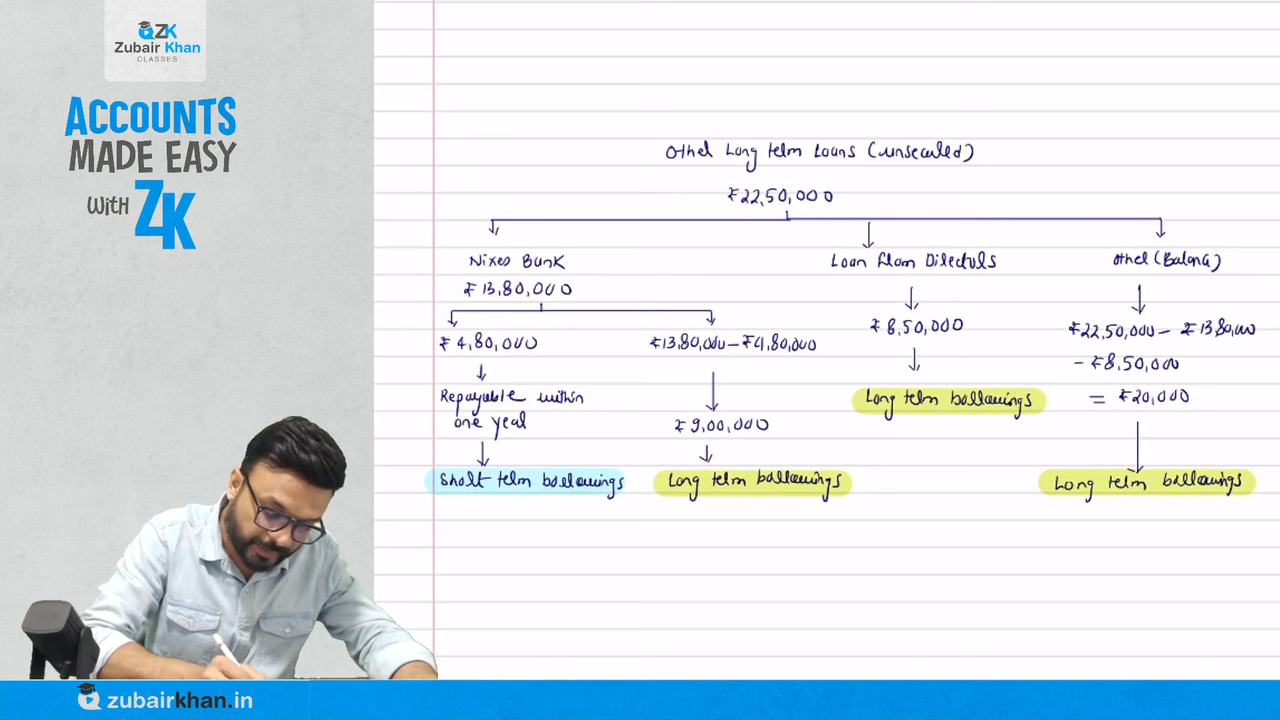 ZK
Zubair Khan
CLASSES
ACCOUNTS
MADE EASY
WITH ZK
Other Long term Loans (unsecured)
₹22,50,000
Nixes Bank
₹13,80,000
Loan from Directors
Other (Balance)
₹4,80,000
₹13,80,000 – ₹4,80,000
₹8,50,000
₹22,50,000 – ₹13,80,000
– ₹8,50,000
= ₹20,000
Repayable within
one year
₹9,00,000
Long term borrowings
Short term borrowings
Long term borrowings
Long term borrowings
zubairkhan.in